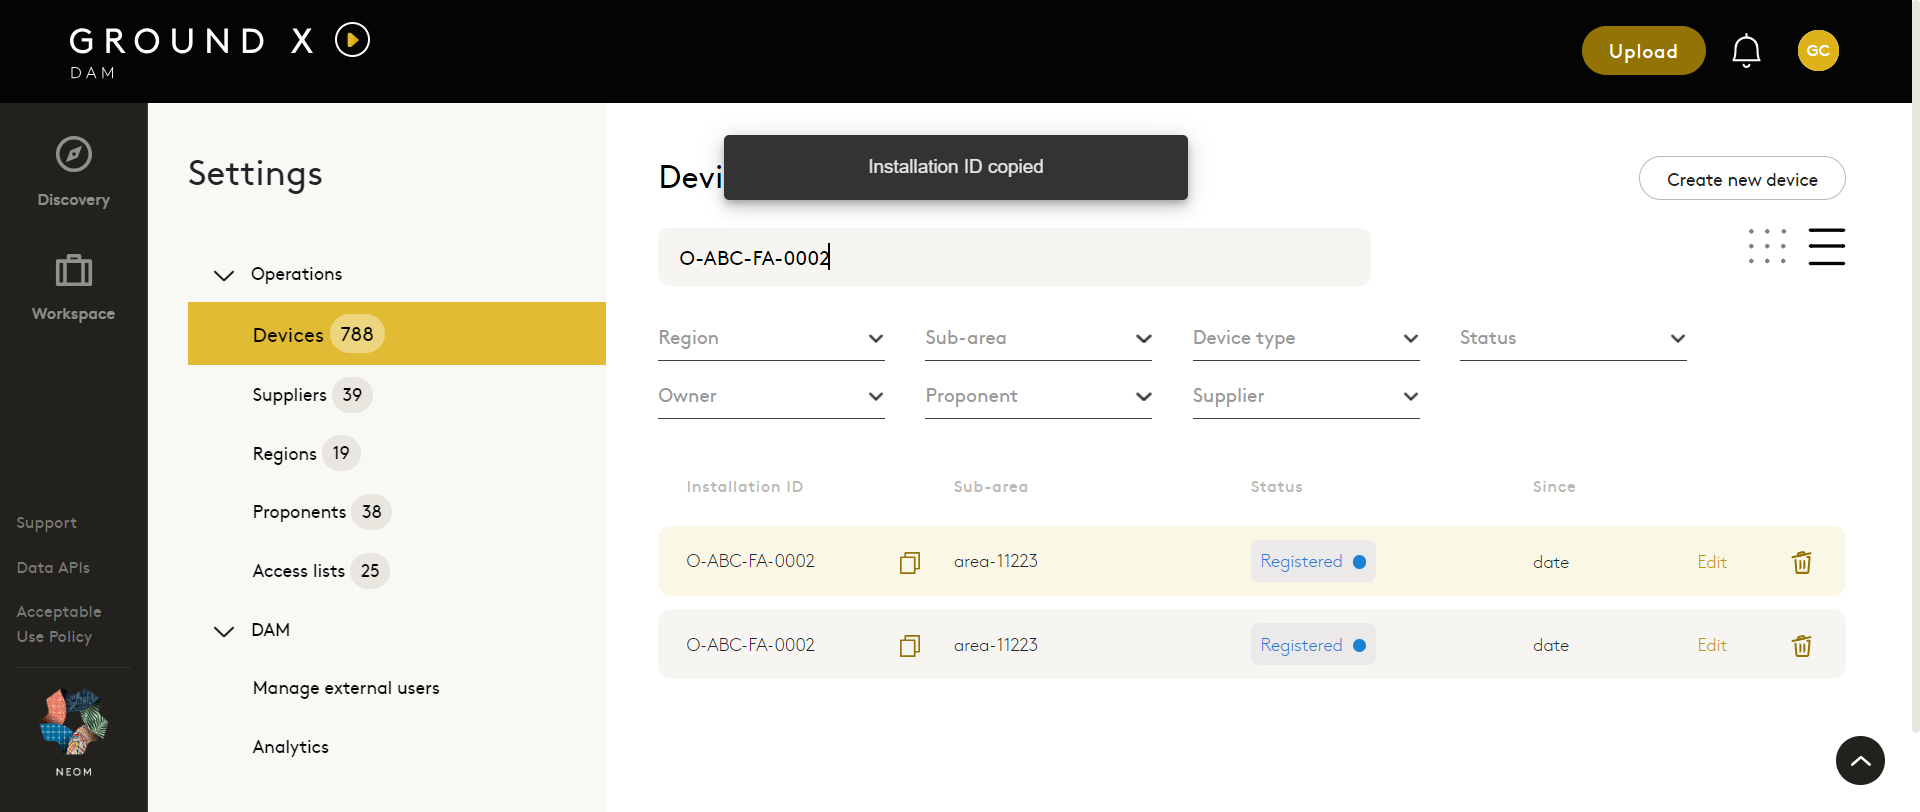 GROUND X
DAM
Upload
GC
Discovery
Workspace
Support
Data APIs
Acceptable
Use Policy
NEOM
Settings
Operations
Devices 788
Suppliers 39
Regions 19
Proponents 38
Access lists 25
DAM
Manage external users
Analytics
Devi
Installation ID copied
Create new device
O-ABC-FA-0002
Region
Sub-area
Device type
Status
Owner
Proponent
Supplier
Installation ID Sub-area Status Since
O-ABC-FA-0002 area-11223 Registered date Edit
O-ABC-FA-0002 area-11223 Registered date Edit